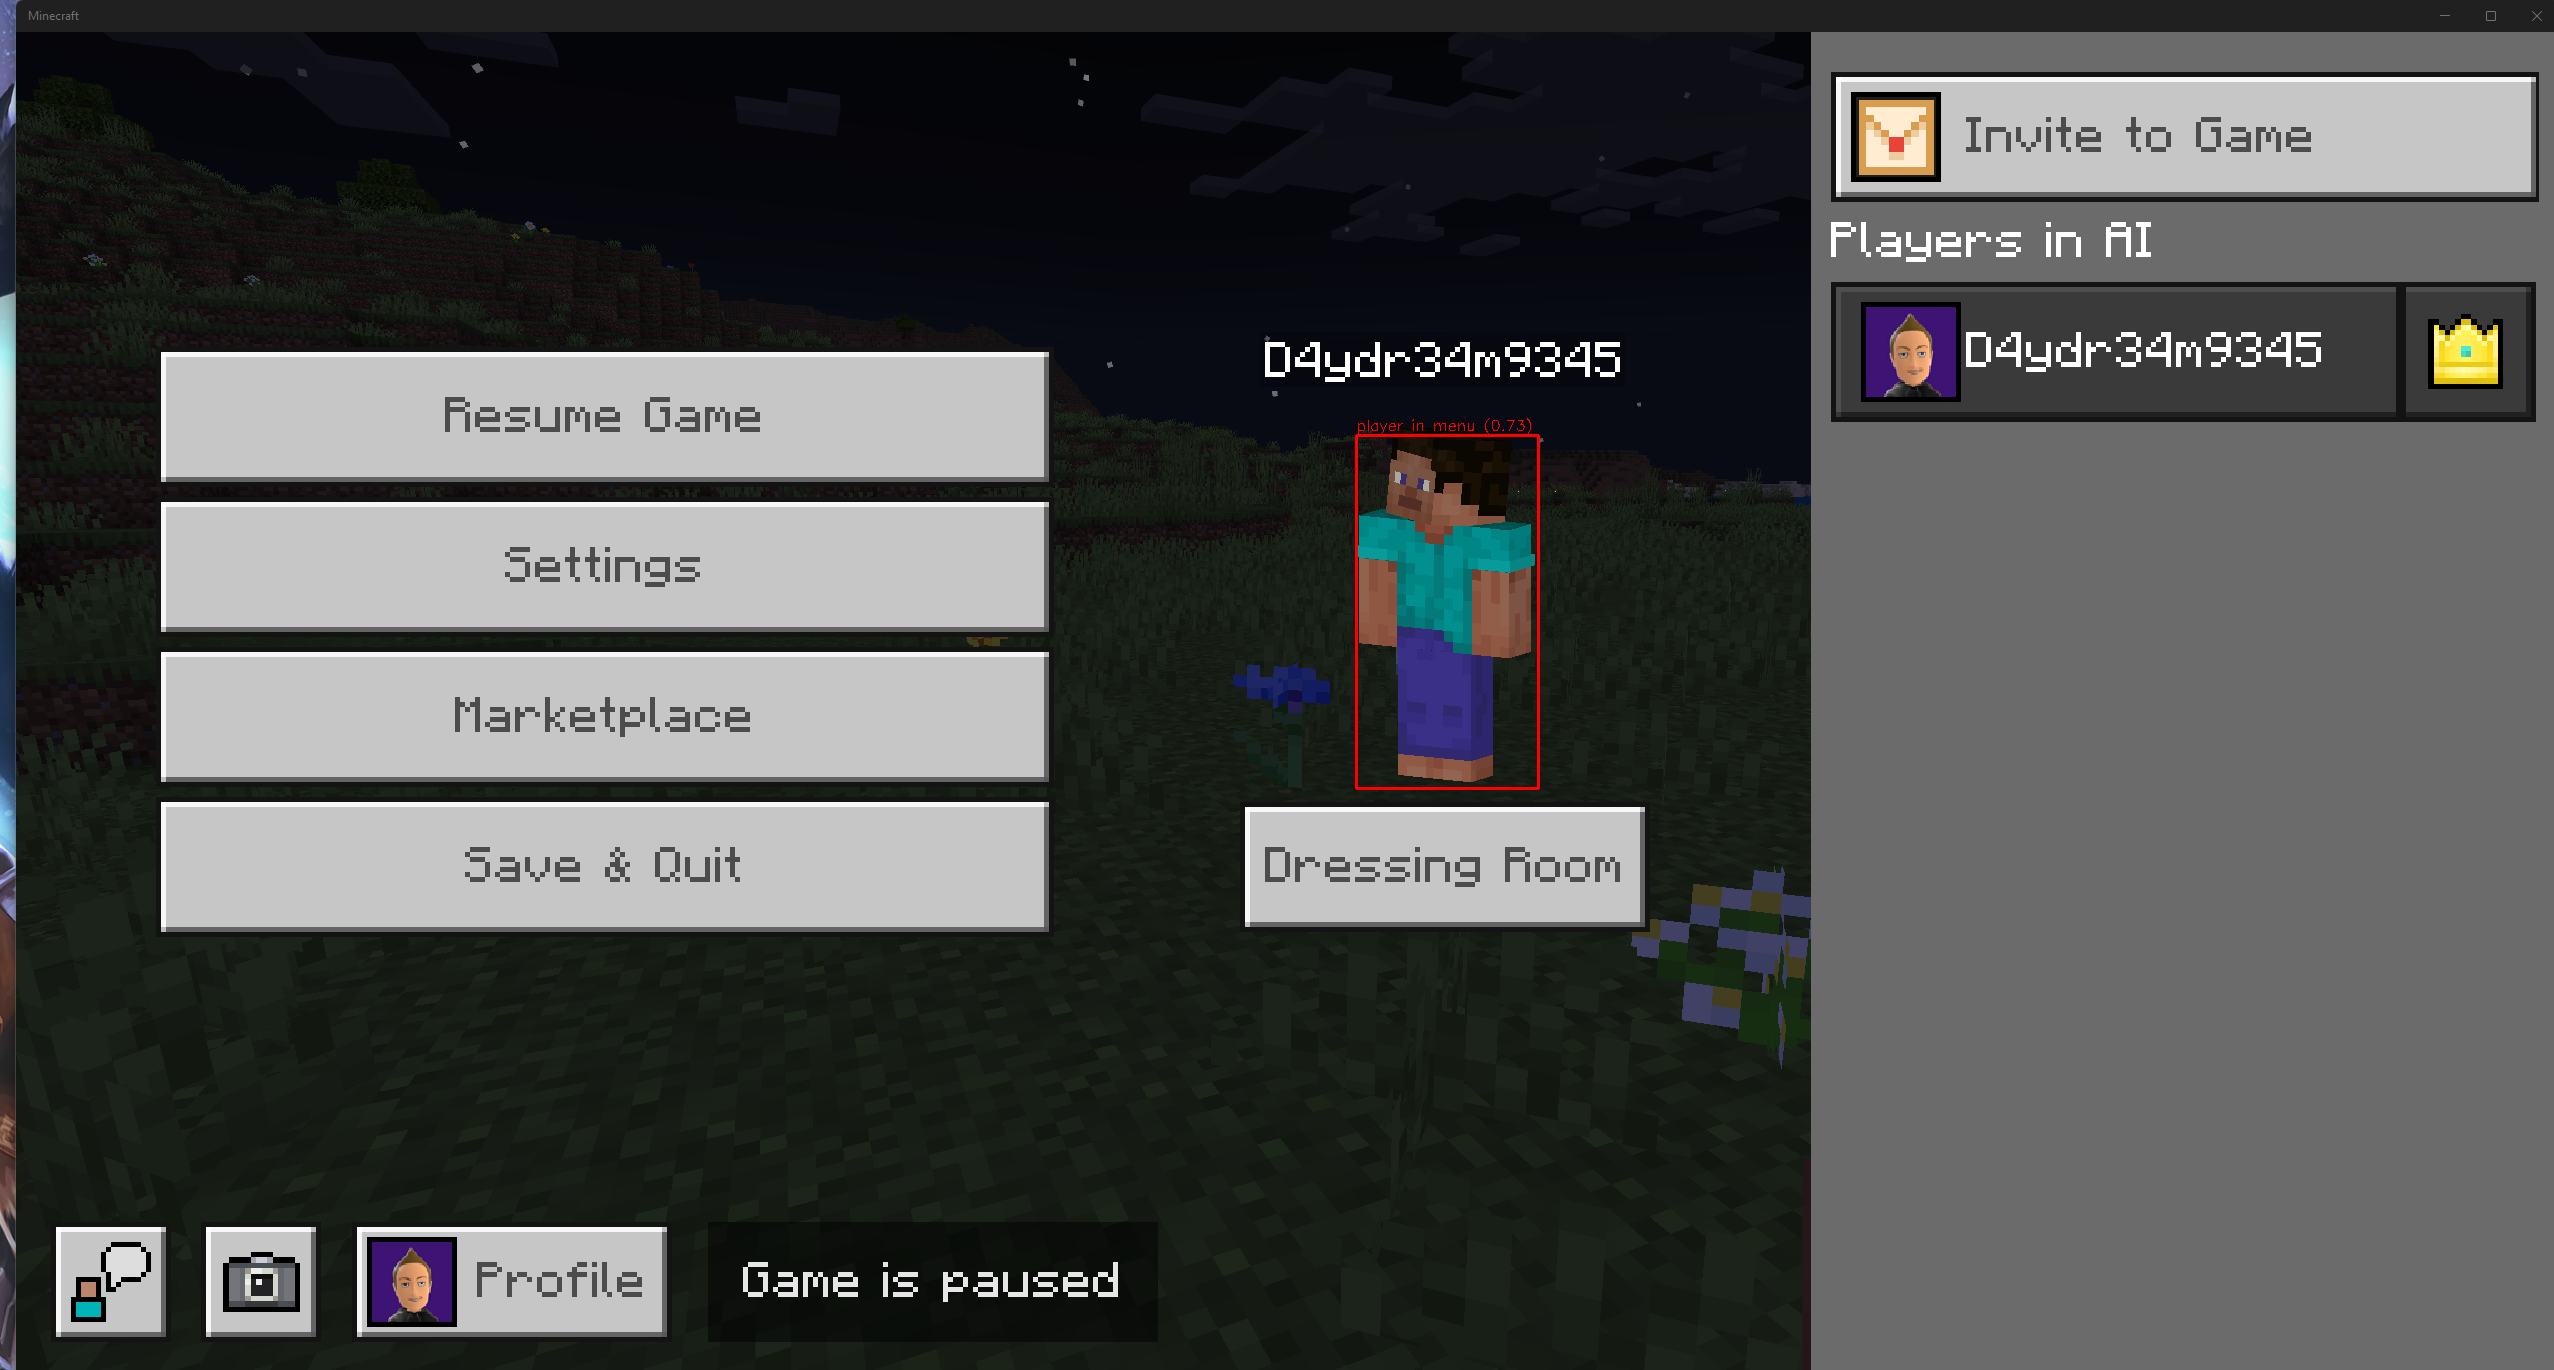 Minecraft
Invite to Game
Players in AI
D4ydr34m9345
D4ydr34m9345
player in menu (0.73)
Resume Game
Settings
Marketplace
Save & Quit
Dressing Room
Profile
Game is paused